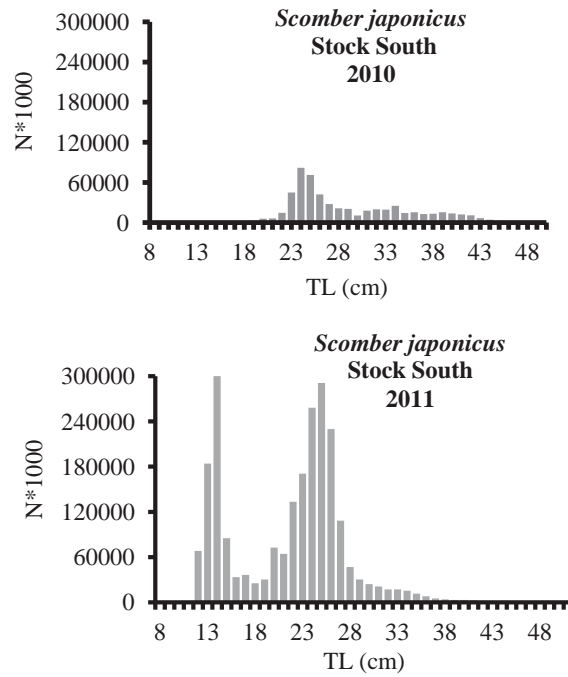 Scomber japonicus
Stock South
2010
300000
240000
180000
120000
60000
0
N*1000
8 13 18 23 28 33 38 43 48
TL (cm)
Scomber japonicus
Stock South
2011
300000
240000
180000
120000
60000
0
N*1000
8 13 18 23 28 33 38 43 48
TL (cm)